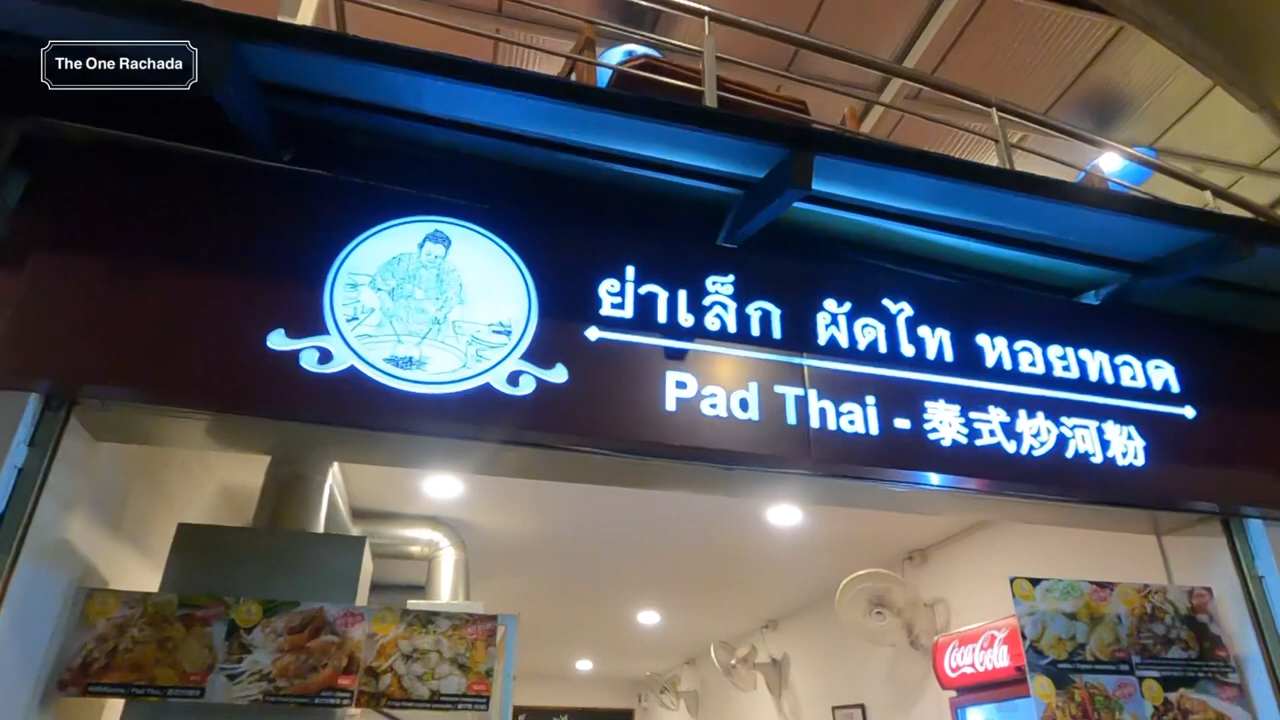 The One Rachada
ย่าเล็ก ผัดไท หอยทอด
Pad Thai - 泰式炒河粉
Coca-Cola